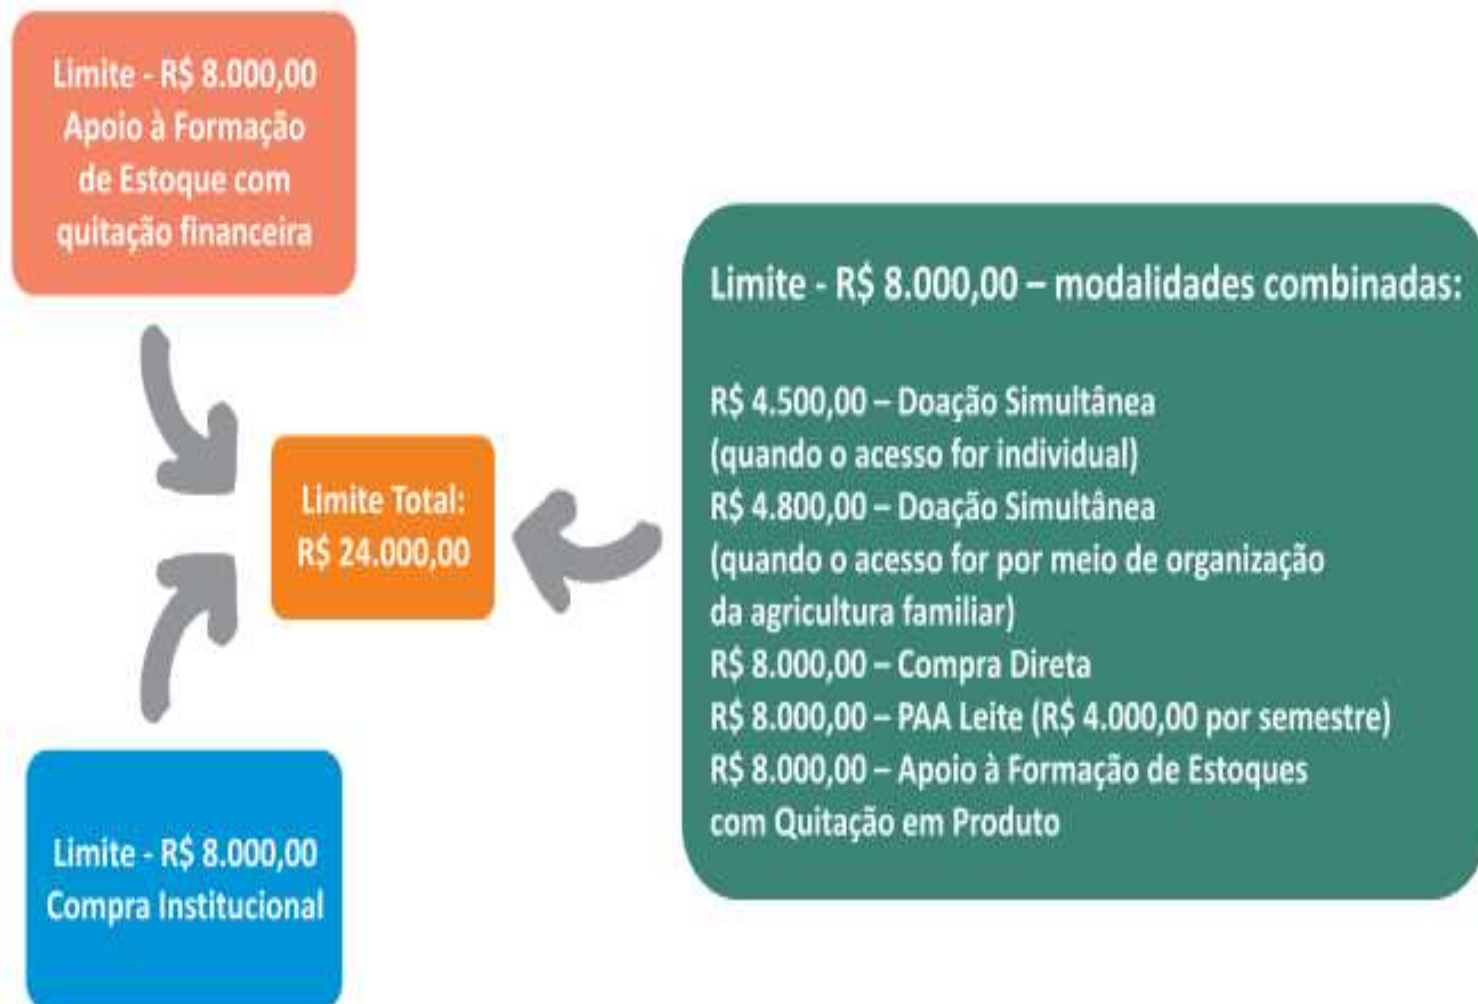 Limite - R$ 8.000,00
Apoio à Formação
de Estoque com
quitação financeira
Limite Total:
R$ 24.000,00
Limite - R$ 8.000,00
Compra Institucional
Limite - R$ 8.000,00 – modalidades combinadas:
R$ 4.500,00 – Doação Simultânea
(quando o acesso for individual)
R$ 4.800,00 – Doação Simultânea
(quando o acesso for por meio de organização
da agricultura familiar)
R$ 8.000,00 – Compra Direta
R$ 8.000,00 – PAA Leite (R$ 4.000,00 por semestre)
R$ 8.000,00 – Apoio à Formação de Estoques
com Quitação em Produto